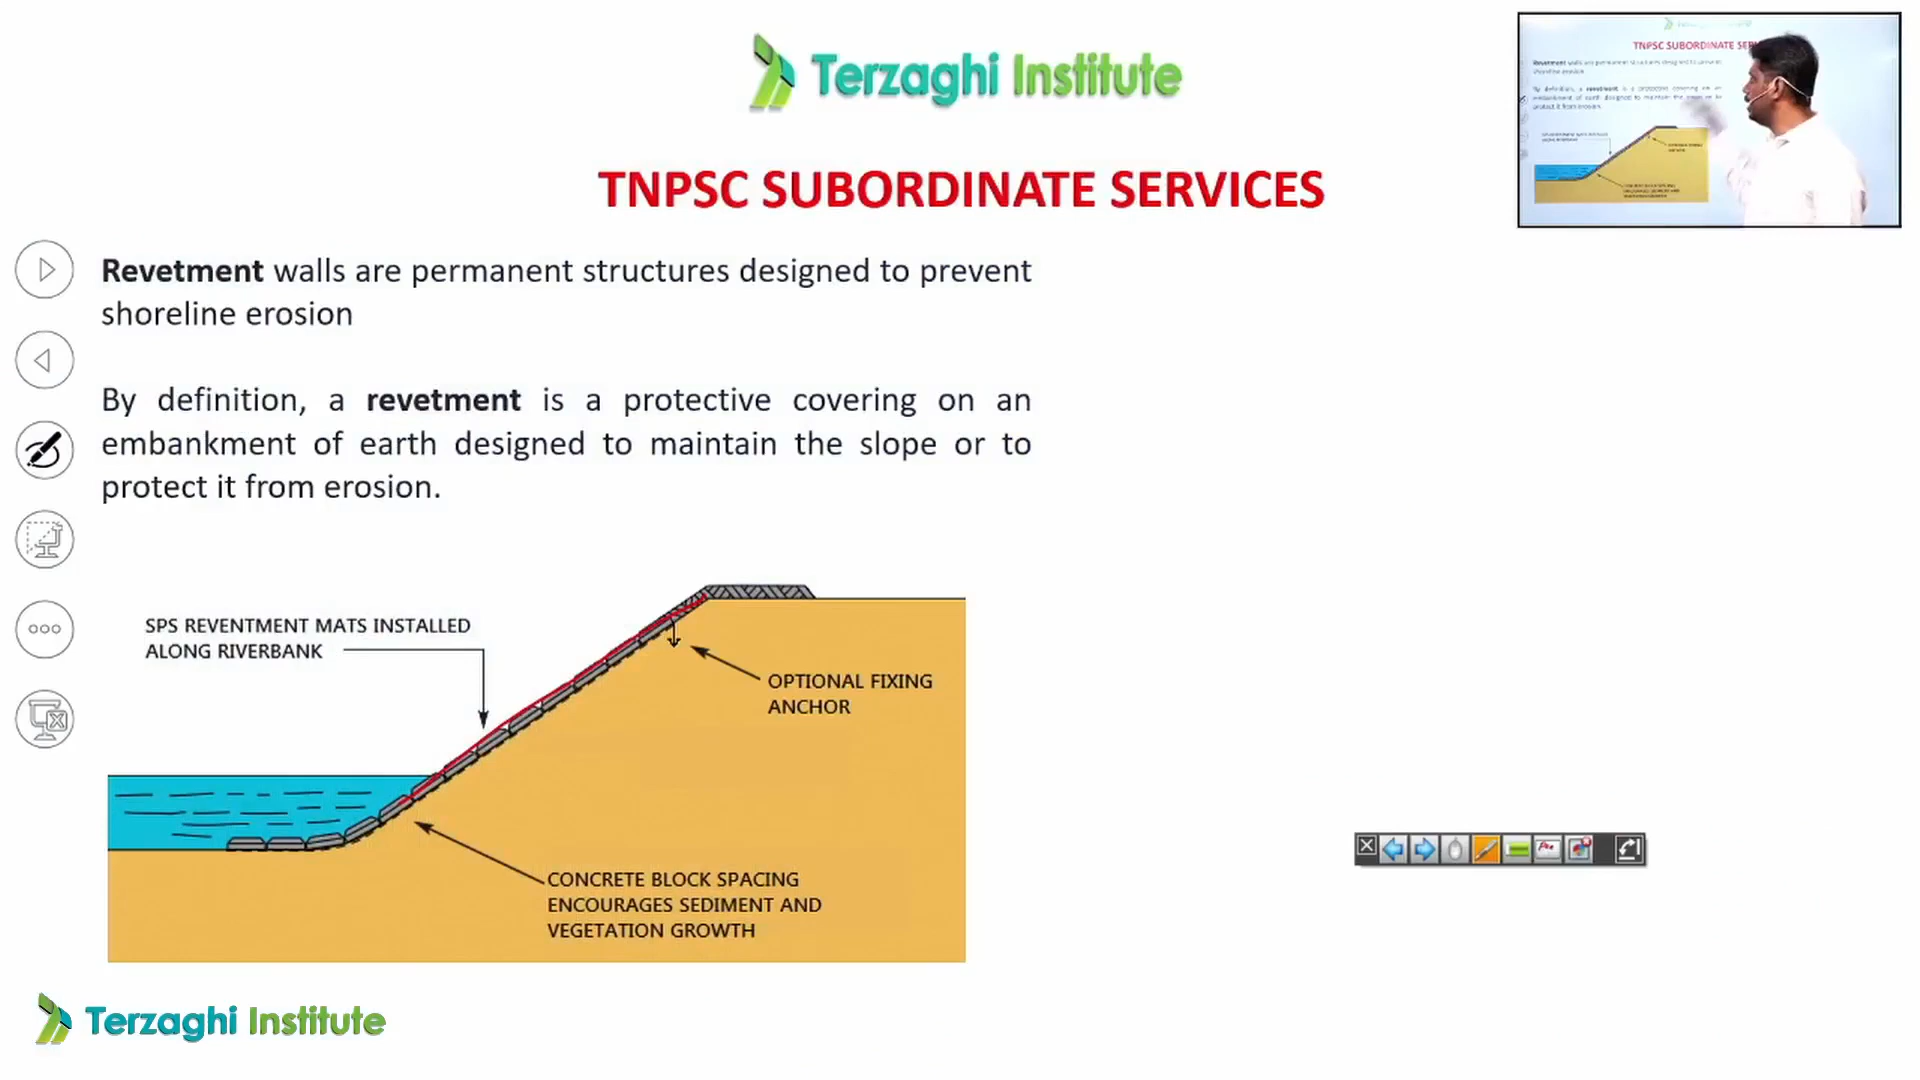 Terzaghi Institute
TNPSC SUBORDINATE SERVICES
Revetment walls are permanent structures designed to prevent
shoreline erosion
By definition, a revetment is a protective covering on an
embankment of earth designed to maintain the slope or to
protect it from erosion.
SPS REVENTMENT MATS INSTALLED
ALONG RIVERBANK
OPTIONAL FIXING
ANCHOR
CONCRETE BLOCK SPACING
ENCOURAGES SEDIMENT AND
VEGETATION GROWTH
Terzaghi Institute
TNPSC SUBORDINATE